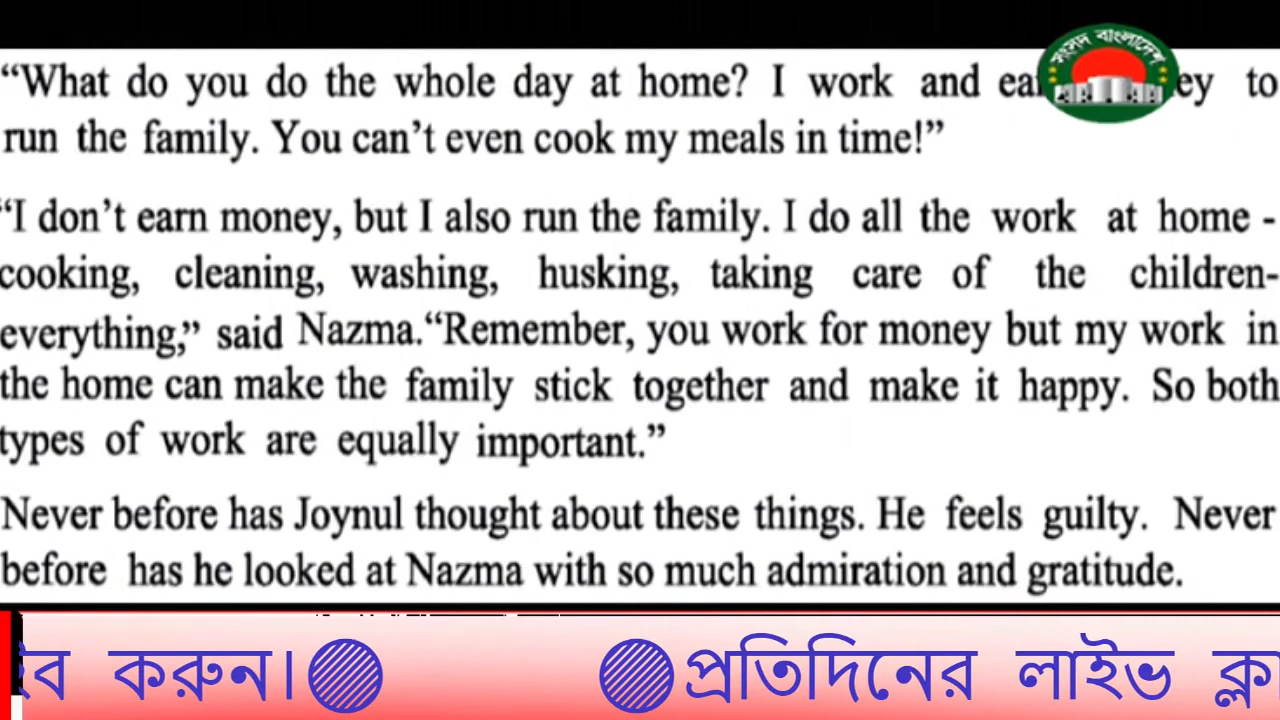 সংসদ বাংলাদেশ
“What do you do the whole day at home? I work and to
run the family. You can’t even cook my meals in time!”
“I don’t earn money, but I also run the family. I do all the work at home -
cooking, cleaning, washing, husking, taking care of the children-
everything,” said Nazma.“Remember, you work for money but my work in
the home can make the family stick together and make it happy. So both
types of work are equally important.”
Never before has Joynul thought about these things. He feels guilty. Never
before has he looked at Nazma with so much admiration and gratitude.
করুন। প্রতিদিনের লাইভ